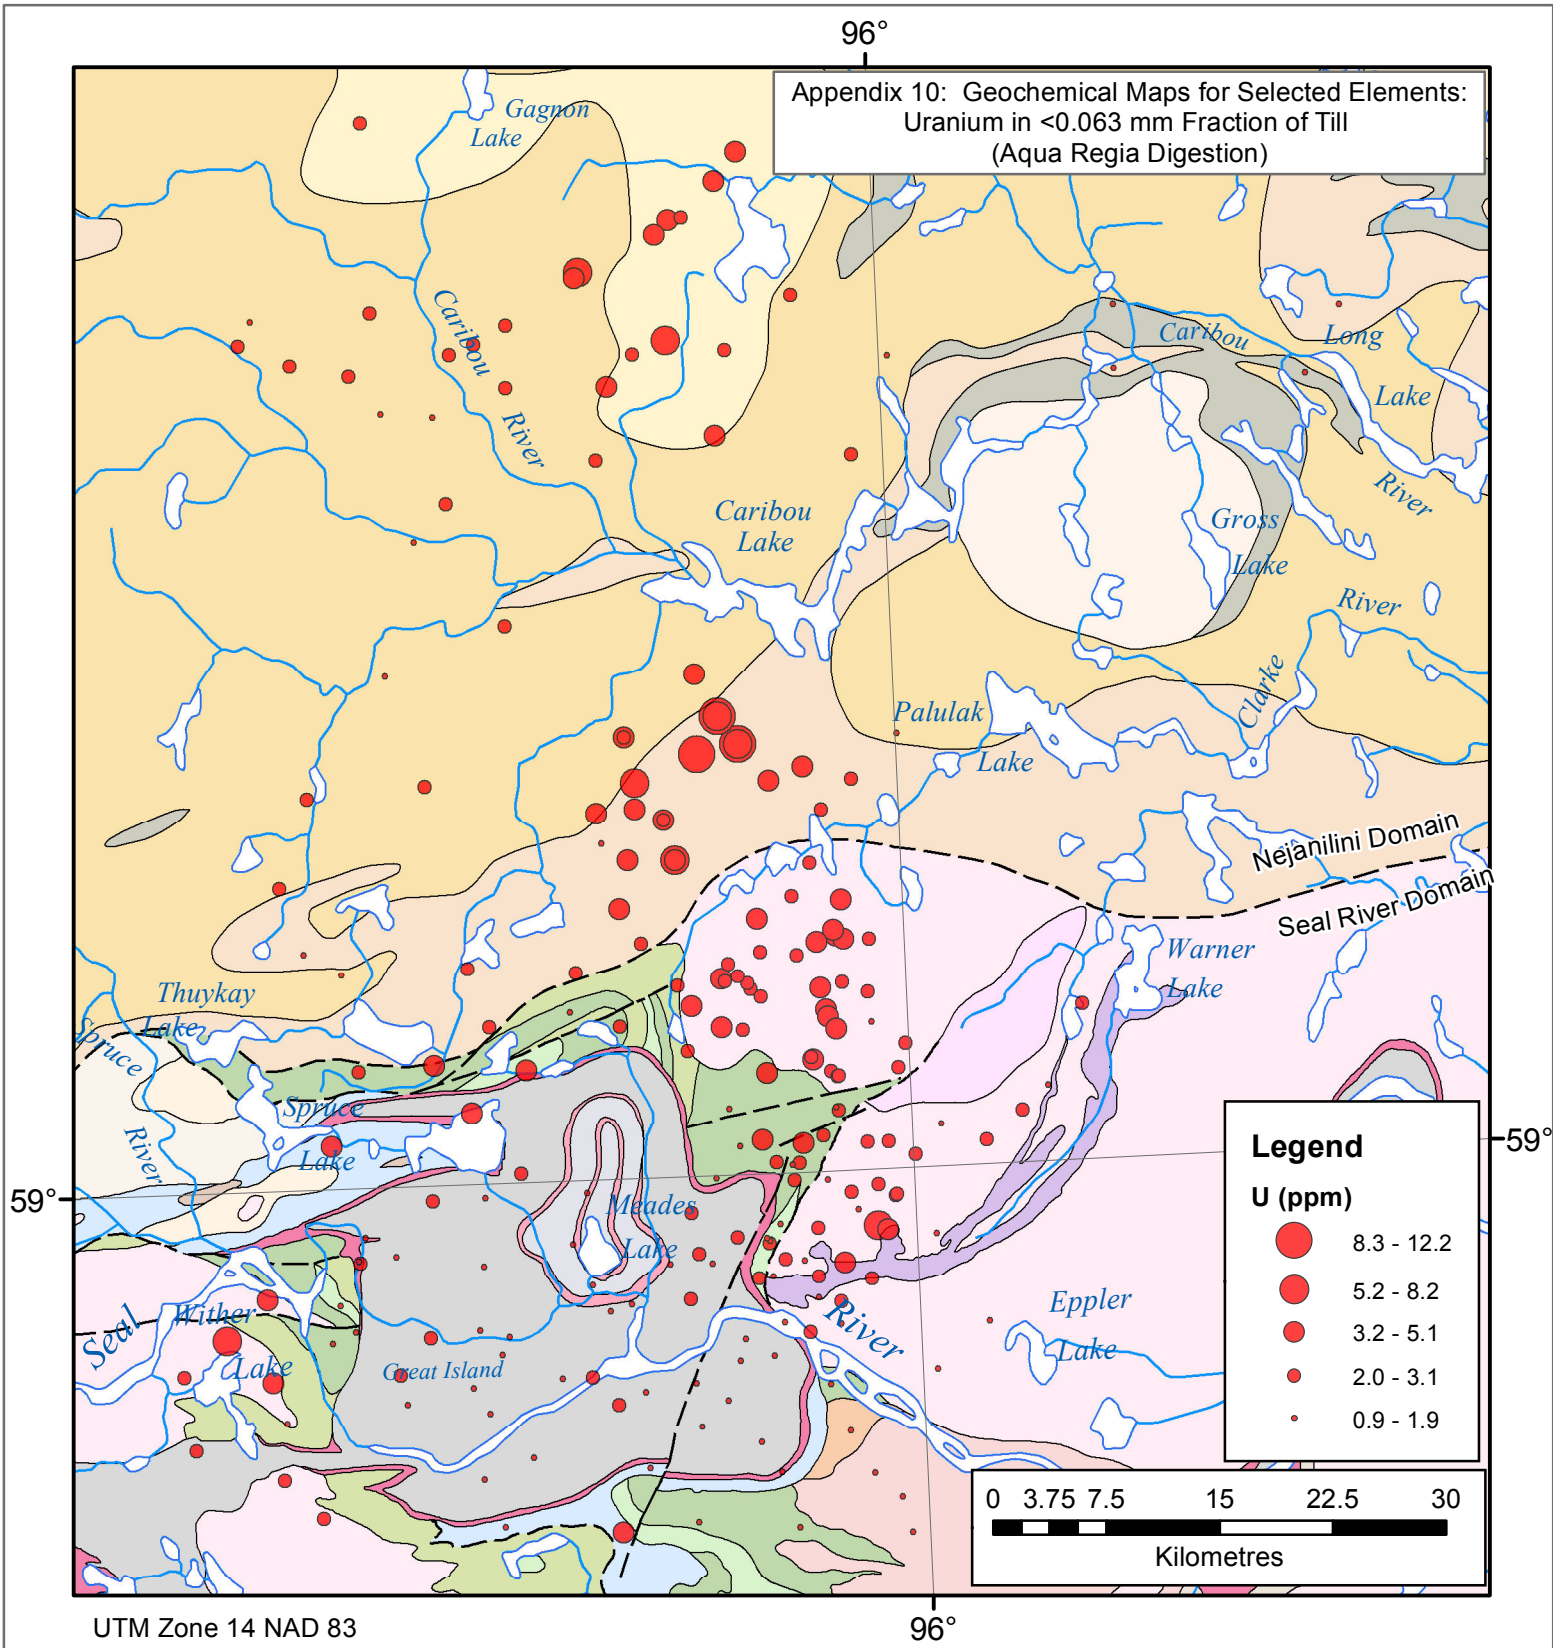 96°
Appendix 10:  Geochemical Maps for Selected Elements:
Uranium in <0.063 mm Fraction of Till
(Aqua Regia Digestion)
Gagnon
Lake
Caribou
River
Caribou
Long
Lake
River
Caribou
Lake
Gross
Lake
River
Clarke
Palulak
Lake
Nejanilini Domain
Seal River Domain
Warner
Lake
Thuykay
Lake
Spruce
River
Spruce
Lake
59°
59°
Meades
Lake
Seal
Wither
Lake
Great Island
River
Eppler
Lake
Legend
U (ppm)
8.3 - 12.2
5.2 - 8.2
3.2 - 5.1
2.0 - 3.1
0.9 - 1.9
0 3.75 7.5 15 22.5 30
Kilometres
UTM Zone 14 NAD 83
96°